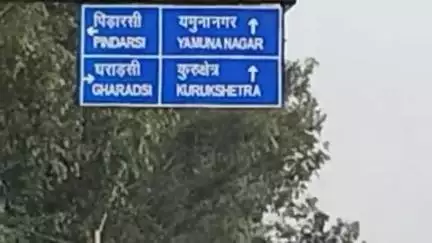 पिंडारसी
PINDARSI
यमुनानगर
YAMUNA NAGAR
घराड़सी
GHARADSI
कुरुक्षेत्र
KURUKSHETRA